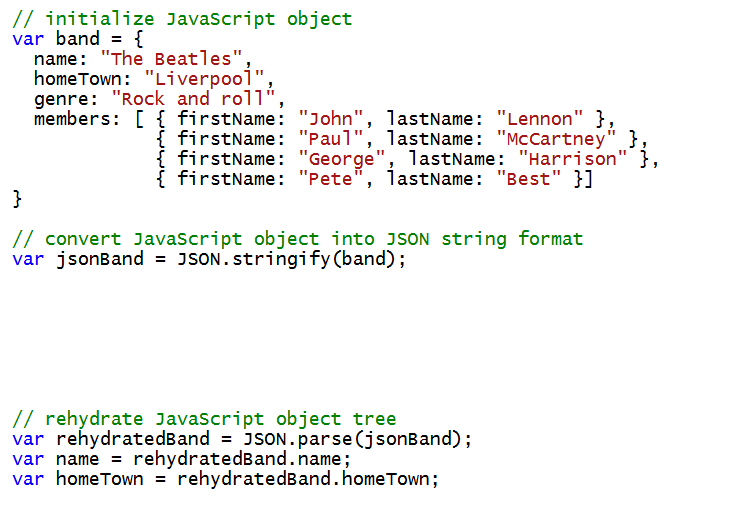 // initialize JavaScript object
var band = {
  name: "The Beatles",
  homeTown: "Liverpool",
  genre: "Rock and roll",
  members: [ { firstName: "John", lastName: "Lennon" },
             { firstName: "Paul", lastName: "McCartney" },
             { firstName: "George", lastName: "Harrison" },
             { firstName: "Pete", lastName: "Best" }]
}
// convert JavaScript object into JSON string format
var jsonBand = JSON.stringify(band);
// rehydrate JavaScript object tree
var rehydratedBand = JSON.parse(jsonBand);
var name = rehydratedBand.name;
var homeTown = rehydratedBand.homeTown;